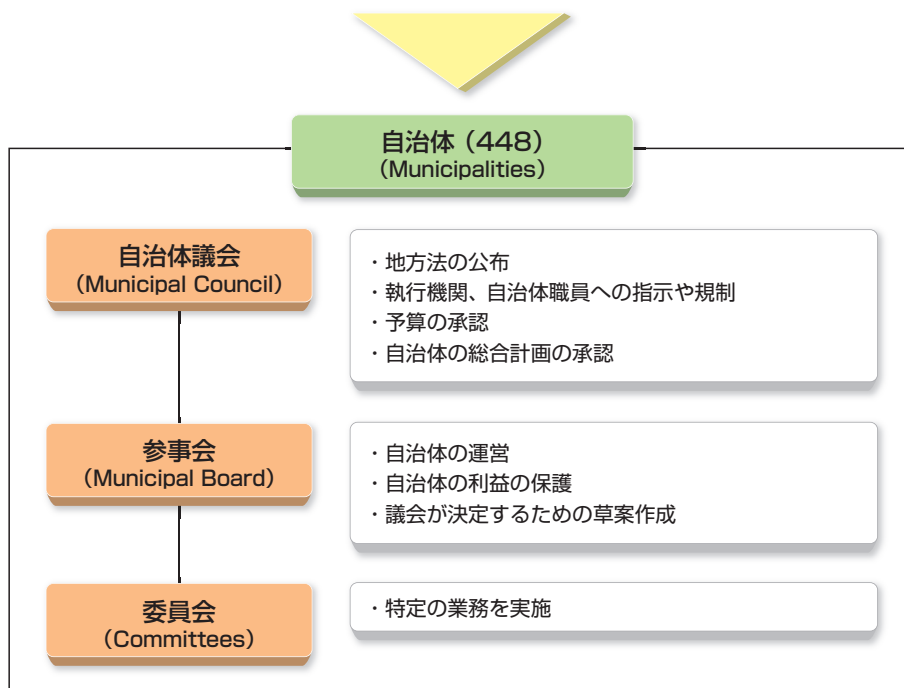 自治体（448）
（Municipalities）
自治体議会
（Municipal Council）
・地方法の公布
・執行機関、自治体職員への指示や規制
・予算の承認
・自治体の総合計画の承認
参事会
（Municipal Board）
・自治体の運営
・自治体の利益の保護
・議会が決定するための草案作成
委員会
（Committees）
・特定の業務を実施